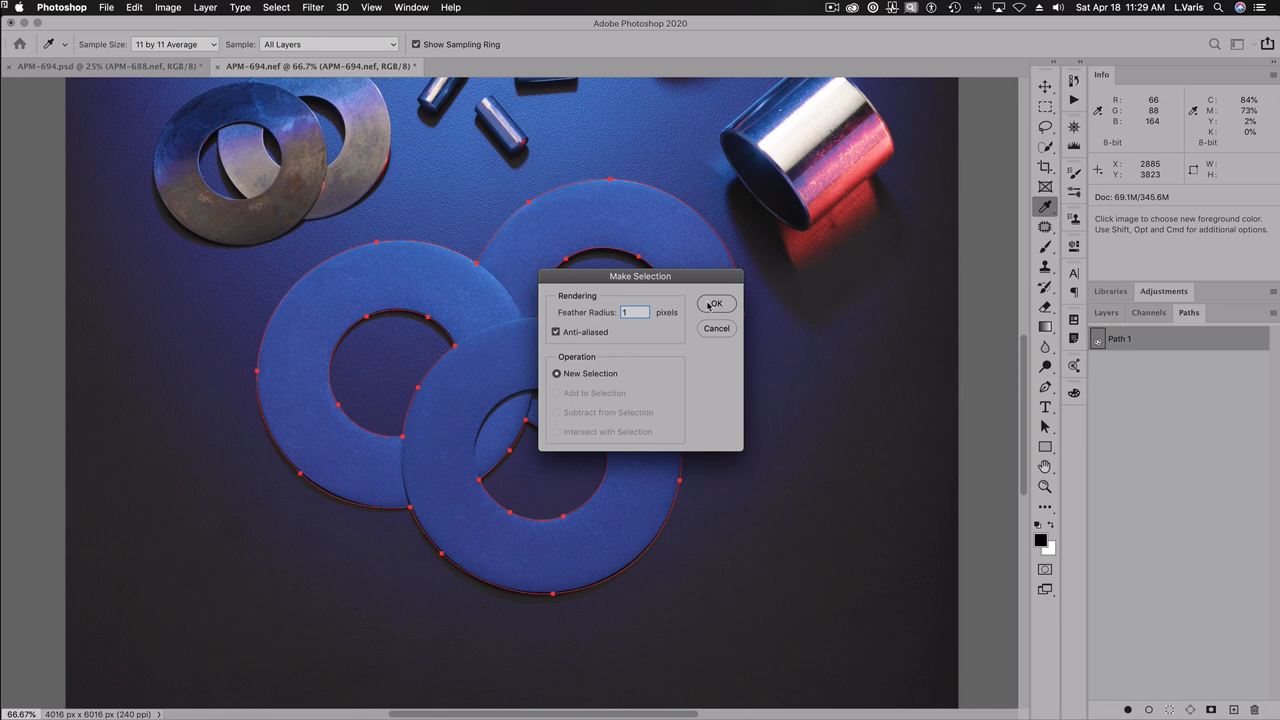 Photoshop File Edit Image Layer Type Select Filter 3D View Window Help Sat Apr 18 11:29 AM L.Varis
Adobe Photoshop 2020
Sample Size: 11 by 11 Average Sample: All Layers Show Sampling Ring
× APM-694.psd @ 25% (APM-688.nef, RGB/8) * × APM-694.nef @ 66.7% (APM-694.nef, RGB/8) *
Info
R: 66 C: 84%
G: 88 M: 73%
B: 164 Y: 2%
K: 0%
8-bit 8-bit
X: 2885 W:
Y: 3823 H:
Doc: 69.1M/345.6M
Click image to choose new foreground color.
Use Shift, Opt and Cmd for additional options.
Libraries Adjustments
Layers Channels Paths
Path 1
Make Selection
Rendering
Feather Radius: 1 pixels
Anti-aliased
OK
Cancel
Operation
New Selection
Add to Selection
Subtract from Selection
Intersect with Selection
66.67% 4016 px x 6016 px (240 ppi)